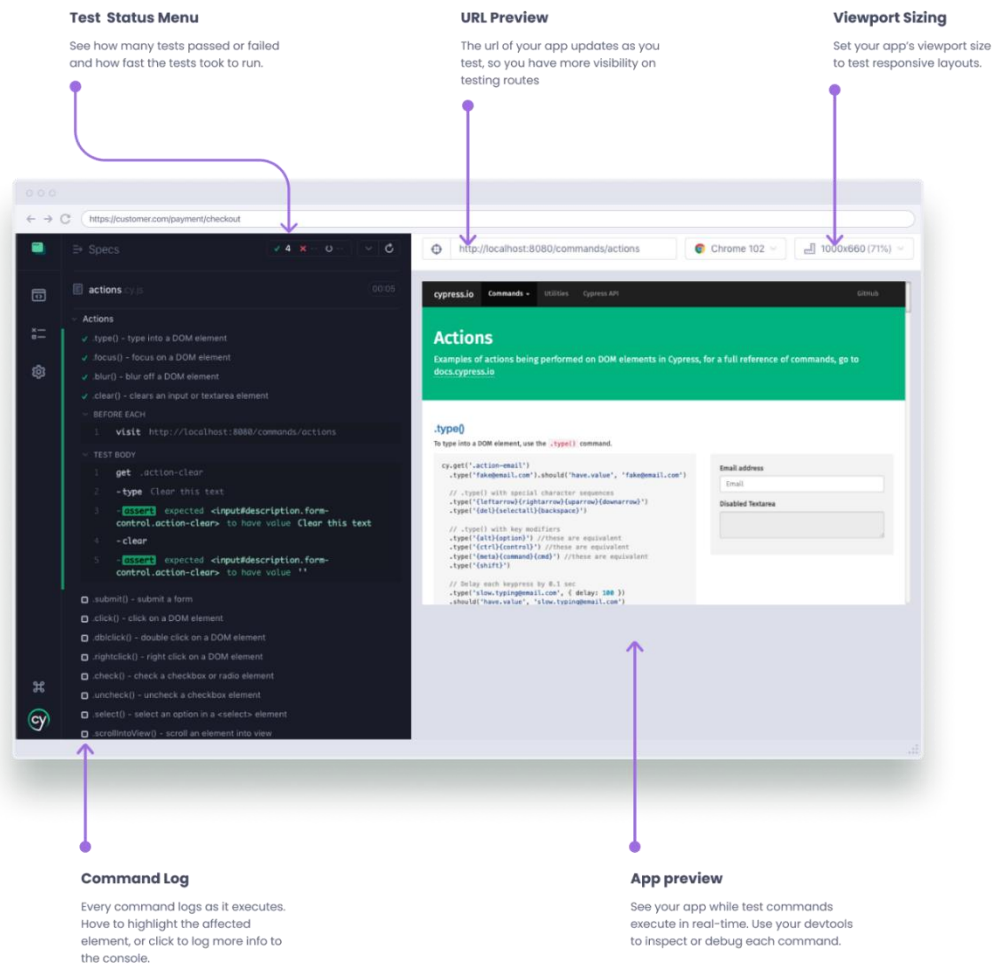 Test Status Menu
See how many tests passed or failed
and how fast the tests took to run.
URL Preview
The url of your app updates as you
test, so you have more visibility on
testing routes
Viewport Sizing
Set your app's viewport size
to test responsive layouts.
https://customer.com/payment/checkout
Specs
4
--
--
actions.cy.js
00:05
Actions
.type() - type into a DOM element
.focus() - focus on a DOM element
.blur() - blur off a DOM element
.clear() - clears an input or textarea element
BEFORE EACH
1 visit http://localhost:8080/commands/actions
TEST BODY
1 get .action-clear
2 -type Clear this text
3 -assert expected <input#description.form-
control.action-clear> to have value Clear this text
4 -clear
5 -assert expected <input#description.form-
control.action-clear> to have value ''
.submit() - submit a form
.click() - click on a DOM element
.dblclick() - double click on a DOM element
.rightclick() - right click on a DOM element
.check() - check a checkbox or radio element
.uncheck() - uncheck a checkbox element
.select() - select an option in a <select> element
.scrollIntoView() - scroll an element into view
cy
http://localhost:8080/commands/actions
Chrome 102
1000x660 (71%)
cypress.io Commands Utilities Cypress API GitHub
Actions
Examples of actions being performed on DOM elements in Cypress, for a full reference of commands, go to
docs.cypress.io
.type()
To type into a DOM element, use the .type() command.
cy.get('.action-email')
.type('fake@email.com').should('have.value', 'fake@email.com')
// .type() with special character sequences
.type('{leftarrow}{rightarrow}{uparrow}{downarrow}')
.type('{del}{selectall}{backspace}')
// .type() with key modifiers
.type('{alt}{option}') //these are equivalent
.type('{ctrl}{control}') //these are equivalent
.type('{meta}{command}{cmd}') //these are equivalent
.type('{shift}')
// Delay each keypress by 0.1 sec
.type('slow.typing@email.com', { delay: 100 })
.should('have.value', 'slow.typing@email.com')
Email address
Email
Disabled Textarea
Command Log
Every command logs as it executes.
Hove to highlight the affected
element, or click to log more info to
the console.
App preview
See your app while test commands
execute in real-time. Use your devtools
to inspect or debug each command.